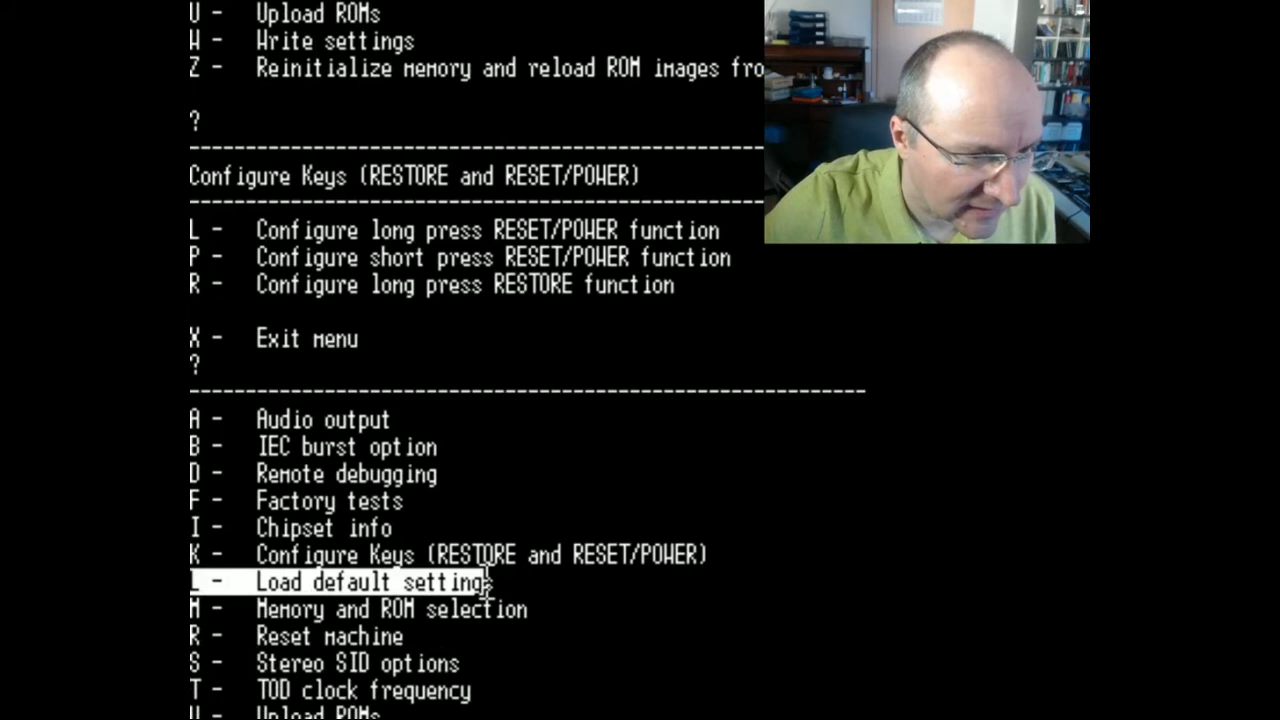 U -   Upload ROMs
W -   Write settings
Z -   Reinitialize memory and reload ROM images fro
?
------------------------------------------------------------
Configure Keys (RESTORE and RESET/POWER)
------------------------------------------------------------
L -   Configure long press RESET/POWER function
P -   Configure short press RESET/POWER function
R -   Configure long press RESTORE function
X -   Exit menu
?
------------------------------------------------------------
A -   Audio output
B -   IEC burst option
D -   Remote debugging
F -   Factory tests
I -   Chipset info
K -   Configure Keys (RESTORE and RESET/POWER)
L -   Load default settings
M -   Memory and ROM selection
R -   Reset machine
S -   Stereo SID options
T -   TOD clock frequency
U -   Upload ROMs